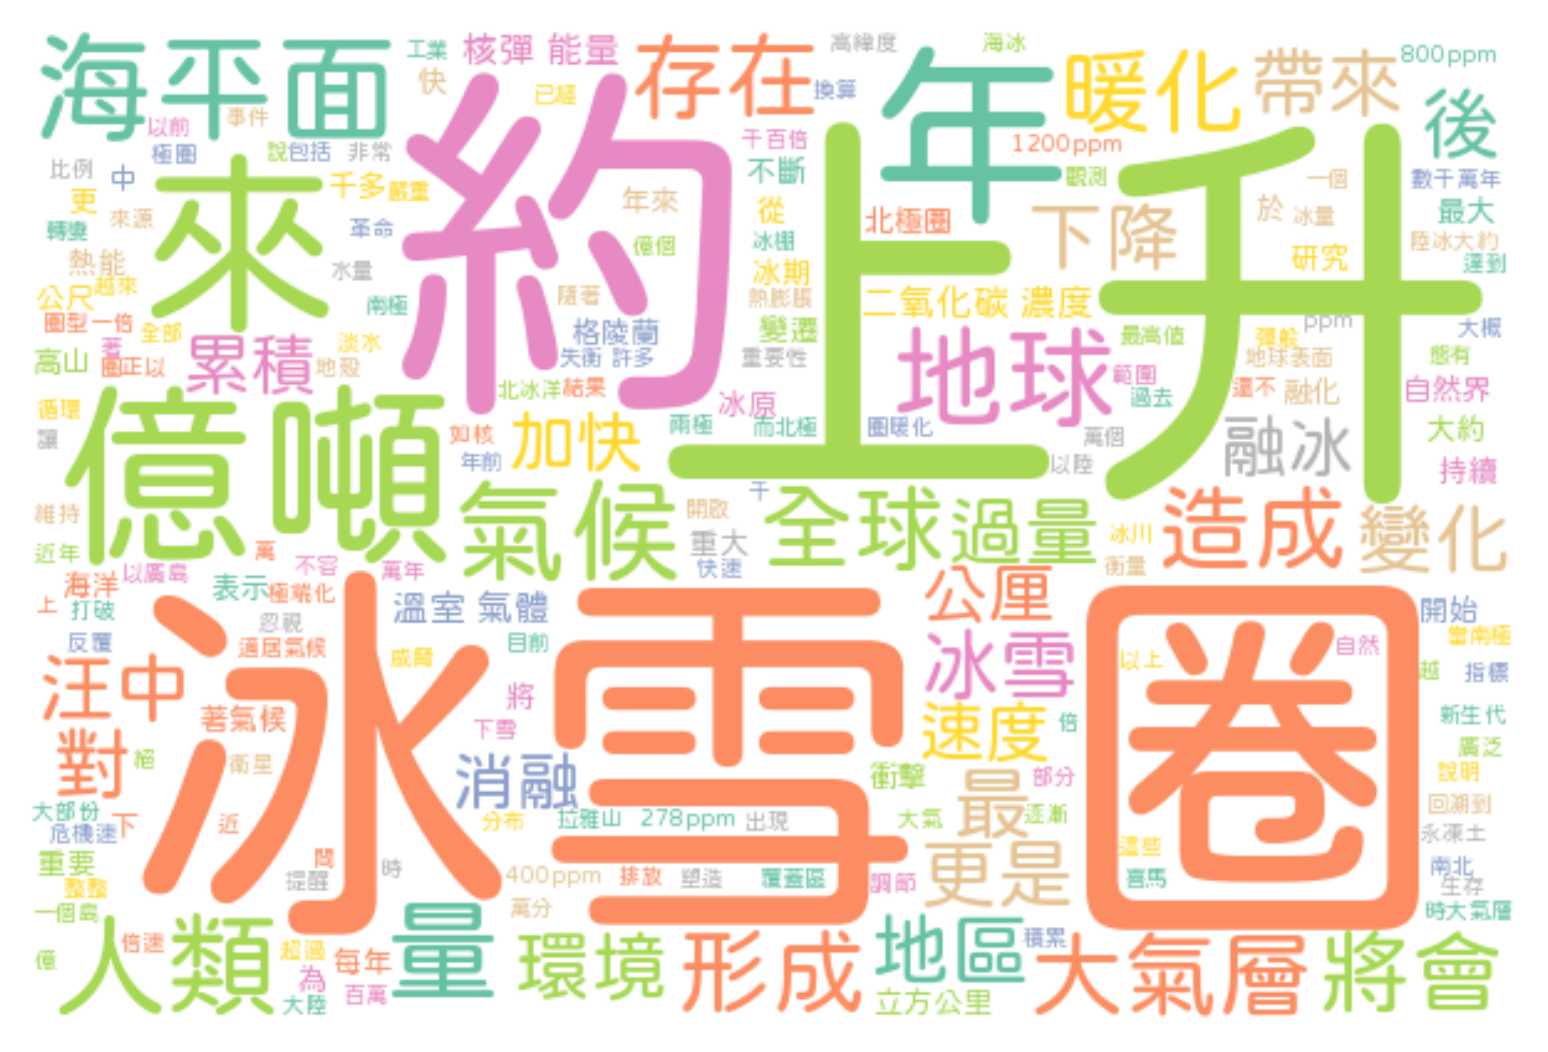 海平面
工業
核彈
能量
存在
高緯度
海冰
800ppm
快
已經
換算
年
暖化
帶來
後
以前
事件
約
千百倍
上升
1200ppm
極圈
說
包括
非常
不斷
觀測
一個
數千萬年
比例
中
來
千多
嚴重
年來
從
北極圈
下降
於
冰量
最大
更
來源
轉變
革命
億個
冰棚
研究
陸冰大約
達到
熱能
越來
水量
冰期
公尺
南極
隨著
熱膨脹
二氧化碳
濃度
圈型
一倍
全部
淡水
格陵蘭
變遷
最高值
彈般
ppm
大概
著
高山
圈正以
累積
地殼
失衡
許多
重要性
地球
範圍
地球表面
態有
循環
億噸
北冰洋
結果
冰原
過去
還不
融化
自然界
讓
如核
年前
加快
兩極
而北極
圈暖化
萬個
以陸
融冰
大約
持續
維持
氣候
開啟
千
全球
過量
冰川
造成
變化
近年
萬
重大
快速
衡量
海洋
以廣島
不容
萬年
表示
極端化
上
打破
忽視
溫室
氣體
公厘
開始
反覆
適居氣候
威爾
目前
冰雪圈
冰雪
以上
自然
當南極
汪中
將
越
指標
著氣候
下雪
速度
倍
新生代
對
絕
衛星
消融
衝擊
最
部分
廣泛
說明
大部份
下
危機速
近
分布
拉雅山
278ppm
出現
大氣
逐漸
回溯到
永凍土
重要
問
時
400ppm
排放
塑造
覆蓋區
調節
更是
這些
喜馬
南北
整整
提醒
生存
一個島
萬分
時大氣層
人類
倍速
超過
每年
量
環境
形成
地區
積累
大氣層
將會
億
為
大陸
百萬
立方公里